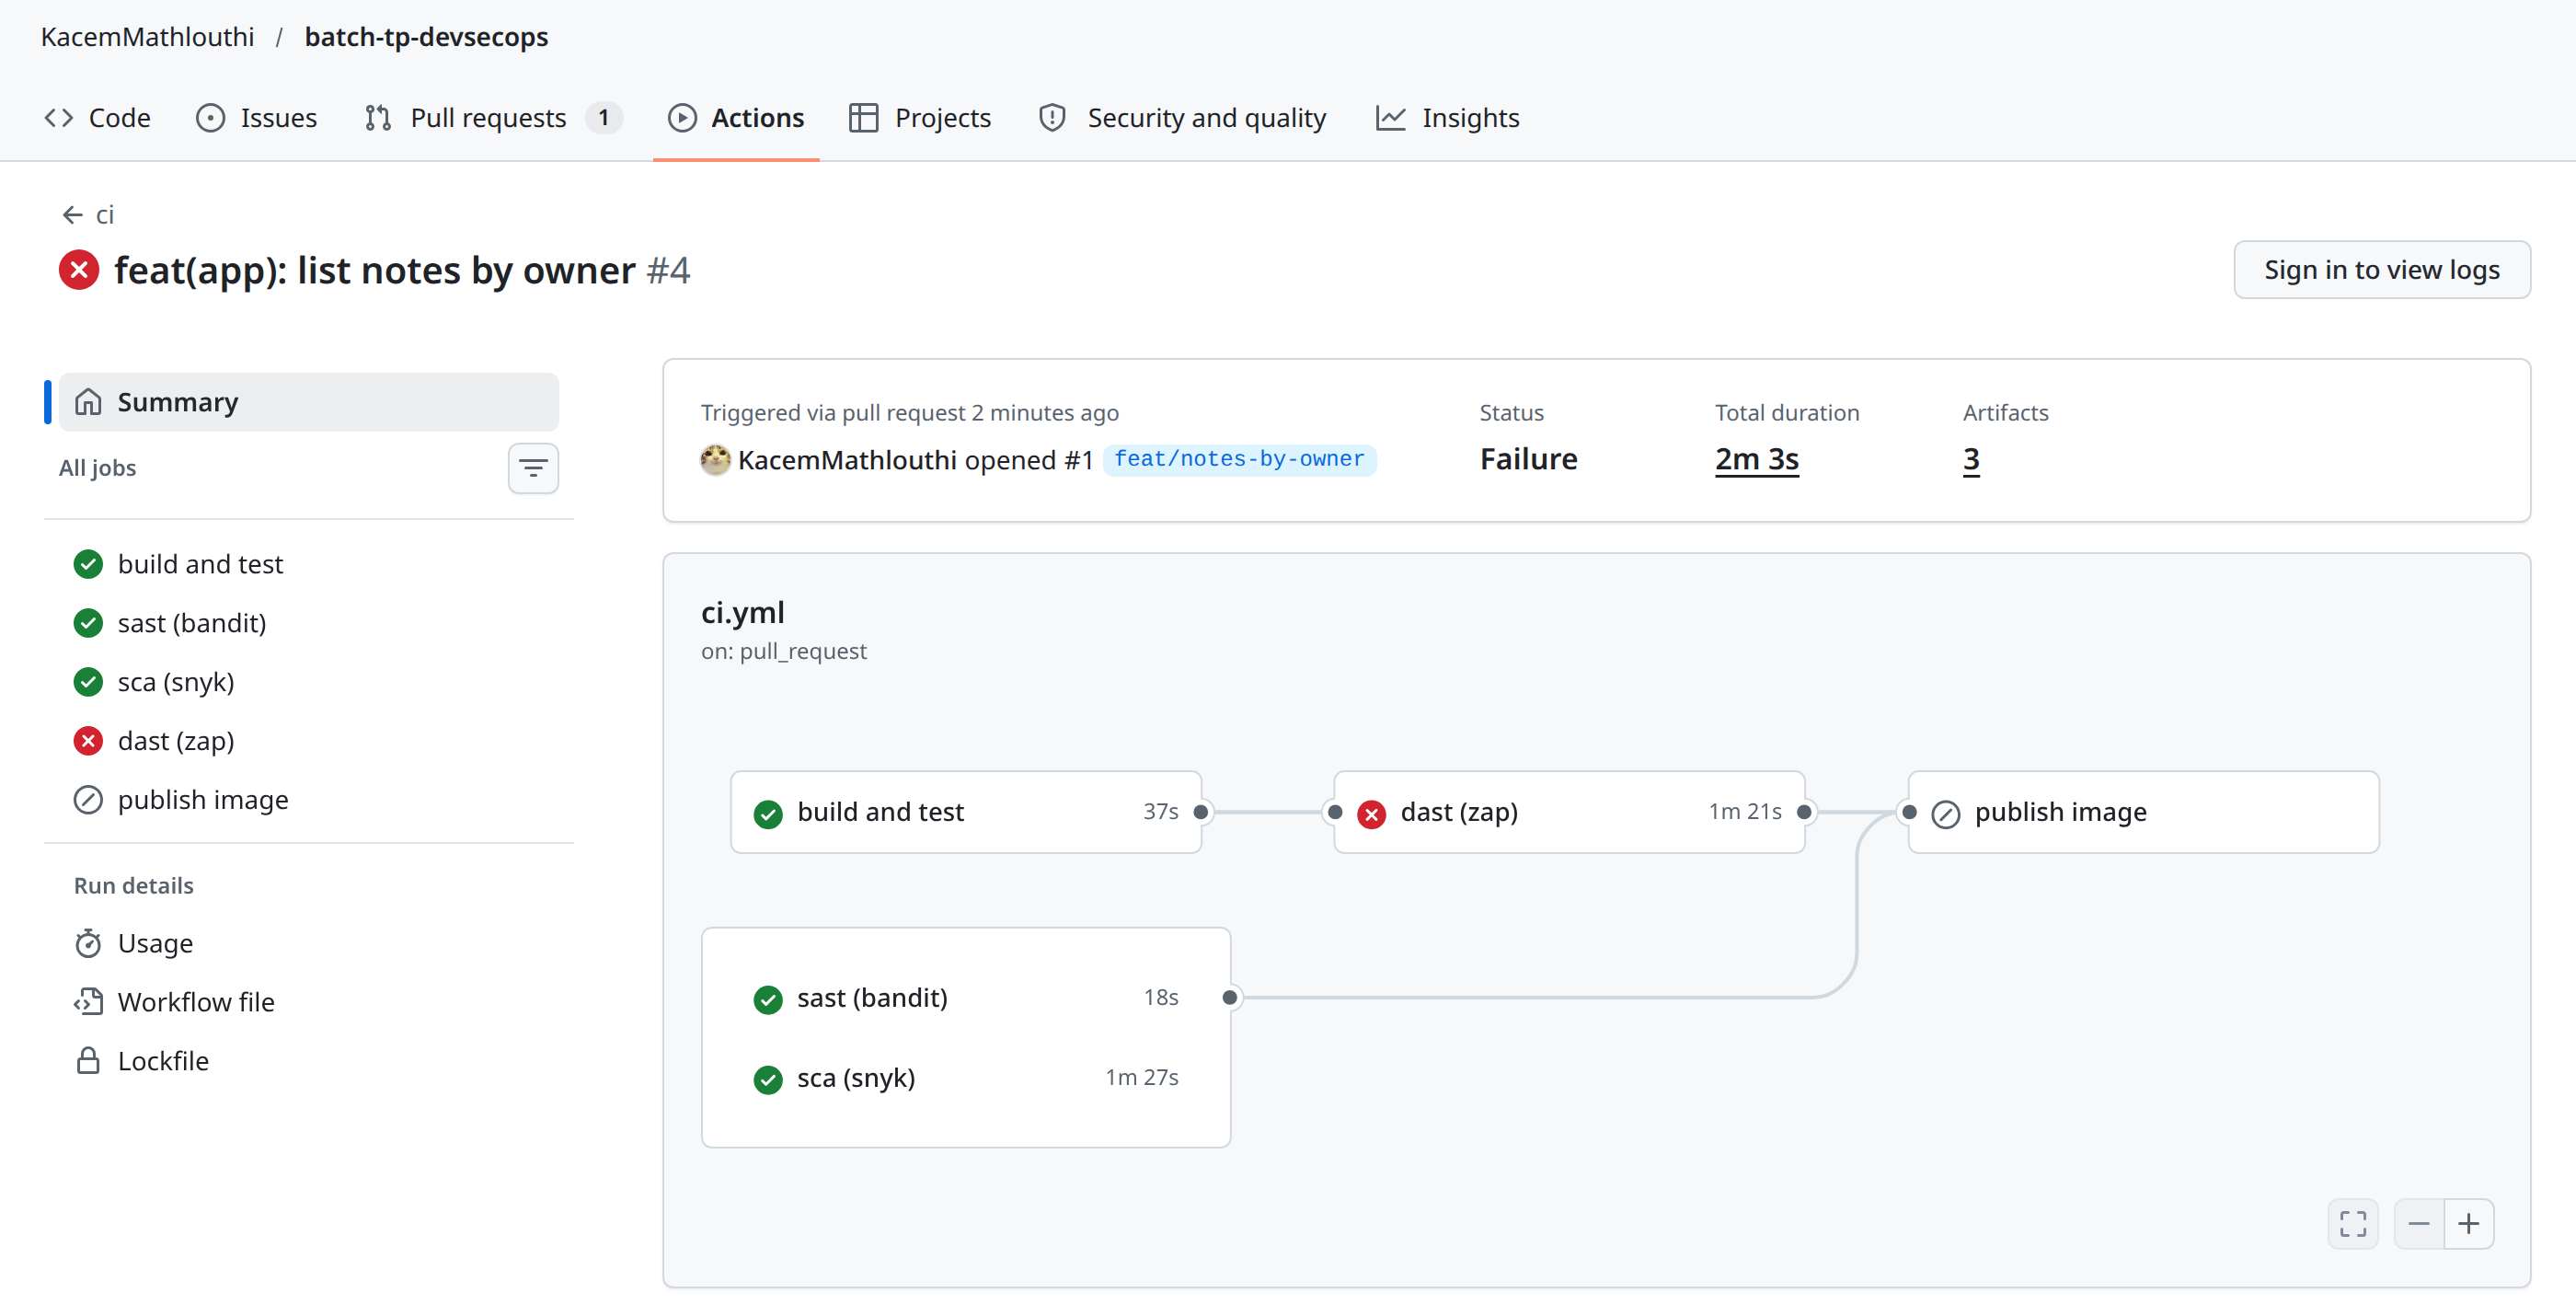 KacemMathlouthi / batch-tp-devsecops
Code Issues Pull requests 1 Actions Projects Security and quality Insights
ci
feat(app): list notes by owner #4
Sign in to view logs
Summary
All jobs
build and test
sast (bandit)
sca (snyk)
dast (zap)
publish image
Run details
Usage
Workflow file
Lockfile
Triggered via pull request 2 minutes ago
KacemMathlouthi opened #1 feat/notes-by-owner
Status
Failure
Total duration
2m 3s
Artifacts
3
ci.yml
on: pull_request
build and test 37s
dast (zap) 1m 21s
publish image
sast (bandit) 18s
sca (snyk) 1m 27s